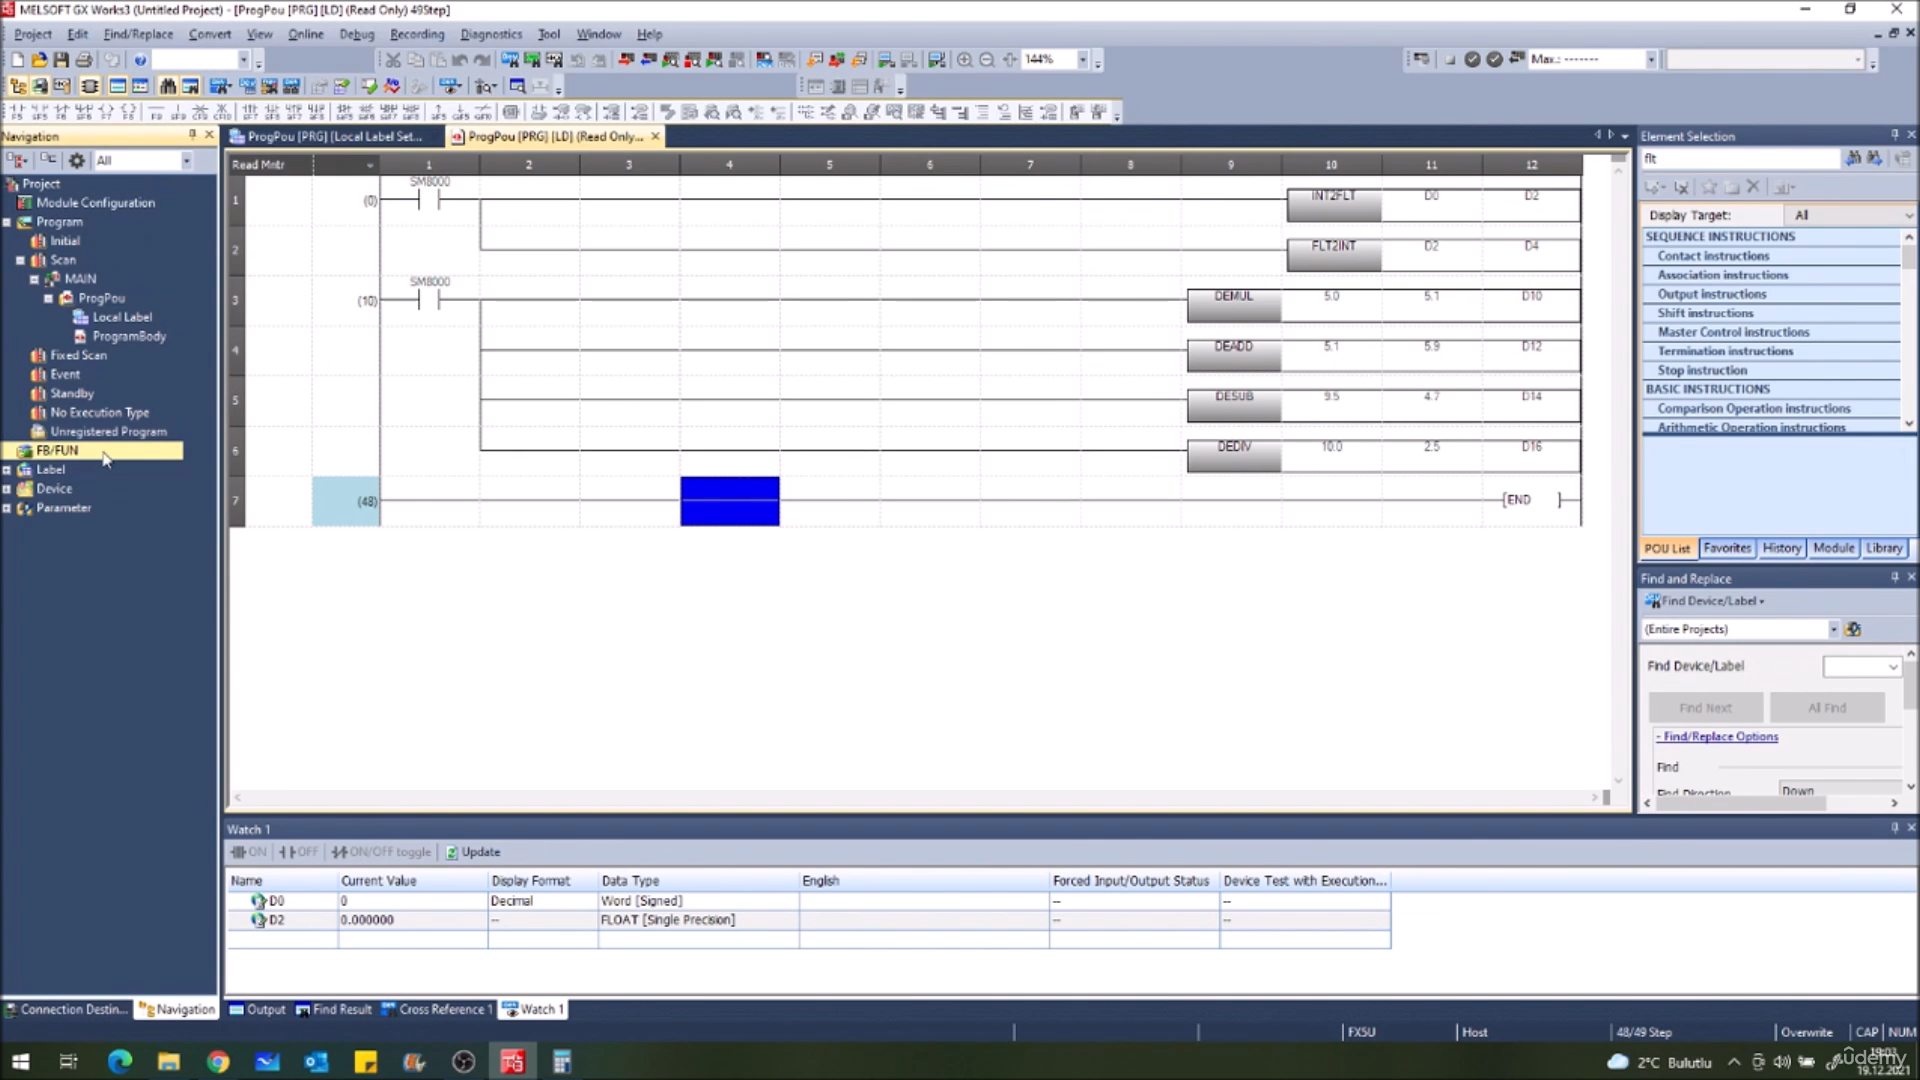 MELSOFT GX Works3 (Untitled Project) - [ProgPou [PRG] [LD] (Read Only) 49Step]
Project Edit Find/Replace Convert View Online Debug Recording Diagnostics Tool Window Help
144%
Max.: -------
Navigation
All
Project
Module Configuration
Program
Initial
Scan
MAIN
ProgPou
Local Label
ProgramBody
Fixed Scan
Event
Standby
No Execution Type
Unregistered Program
FB/FUN
Label
Device
Parameter
ProgPou [PRG] [Local Label Set...
ProgPou [PRG] [LD] (Read Only...
Read Mntr 1 2 3 4 5 6 7 8 9 10 11 12
1 (0) SM8000 INT2FLT D0 D2
2 FLT2INT D2 D4
3 (10) SM8000 DEMUL 5.0 5.1 D10
4 DEADD 5.1 5.9 D12
5 DESUB 9.5 4.7 D14
6 DEDIV 10.0 2.5 D16
7 (48) [END ]
Element Selection
flt
Display Target: All
SEQUENCE INSTRUCTIONS
Contact instructions
Association instructions
Output instructions
Shift instructions
Master Control instructions
Termination instructions
Stop instruction
BASIC INSTRUCTIONS
Comparison Operation instructions
Arithmetic Operation instructions
POU List Favorites History Module Library
Find and Replace
Find Device/Label
(Entire Projects)
Find Device/Label
Find Next All Find
- Find/Replace Options
Find
Find Direction Down
Watch 1
ON OFF ON/OFF toggle Update
Name Current Value Display Format Data Type English Forced Input/Output Status Device Test with Execution...
D0 0 Decimal Word [Signed] -- --
D2 0.000000 -- FLOAT [Single Precision] -- --
Connection Destin... Navigation Output Find Result Cross Reference 1 Watch 1
FX5U Host 48/49 Step Overwrite CAP NUM
2°C Bulutlu
19:03
19.12.2021
ûdemy